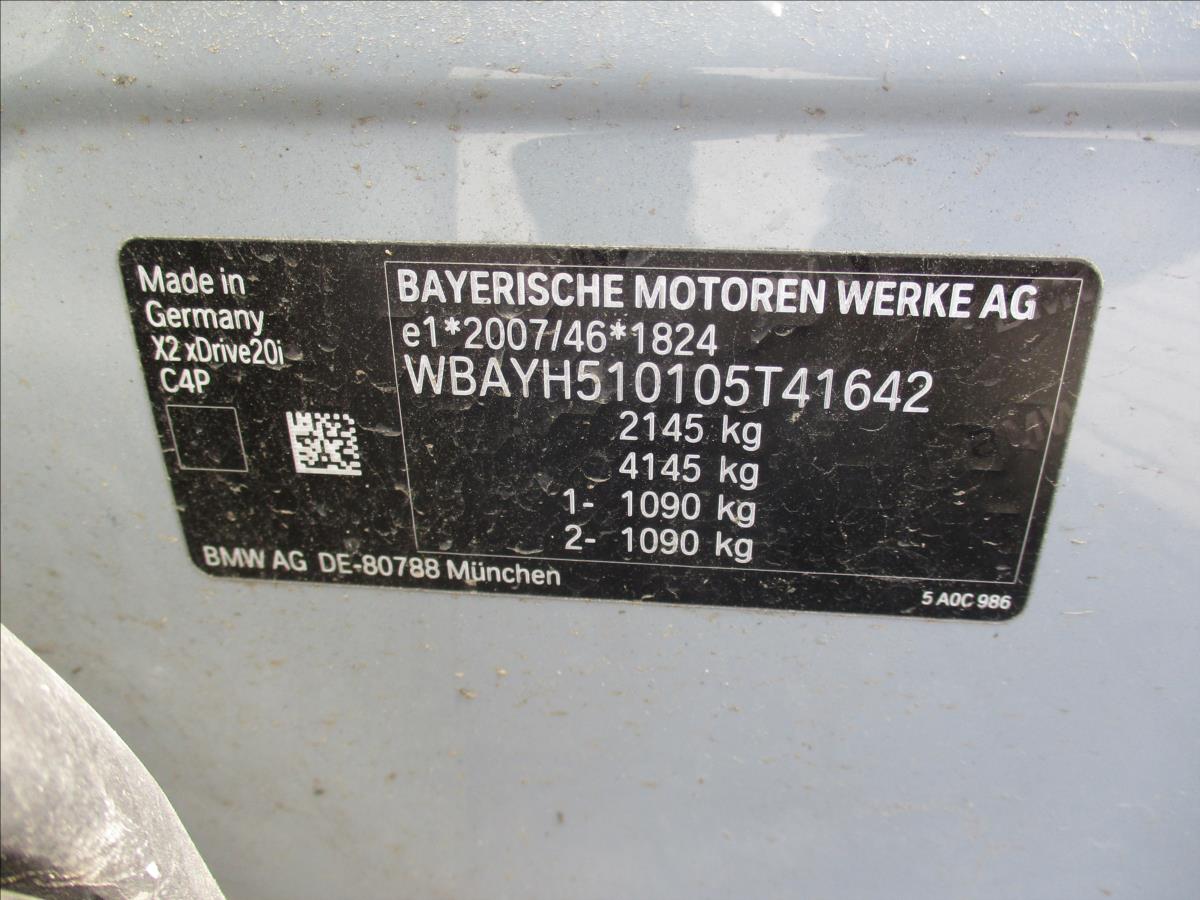 Made in
Germany
X2 xDrive20i
C4P
BAYERISCHE MOTOREN WERKE AG
e1*2007/46*1824
WBAYH510105T41642
2145 kg
4145 kg
1- 1090 kg
2- 1090 kg
BMW AG DE-80788 München
5 A0C 986